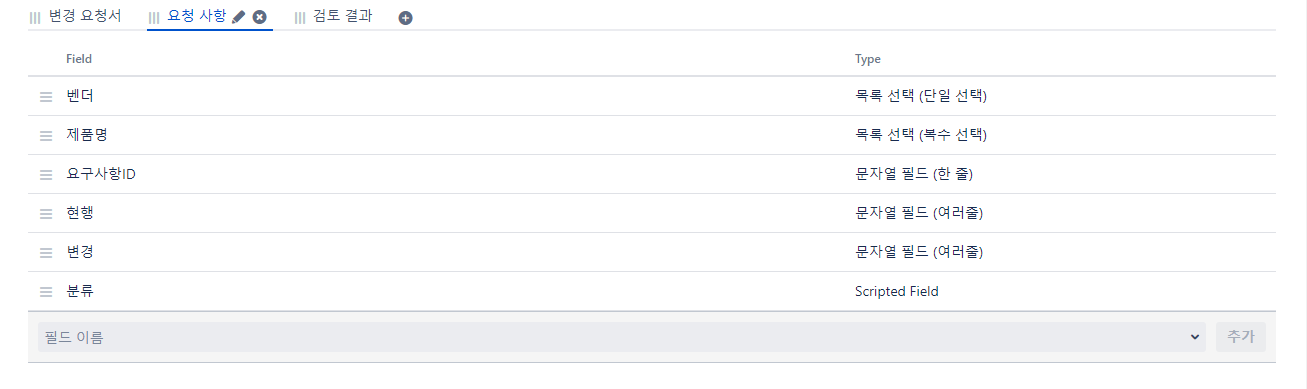 변경 요청서 요청 사항 검토 결과
Field Type
벤더 목록 선택 (단일 선택)
제품명 목록 선택 (복수 선택)
요구사항ID 문자열 필드 (한 줄)
현행 문자열 필드 (여러줄)
변경 문자열 필드 (여러줄)
분류 Scripted Field
필드 이름 추가